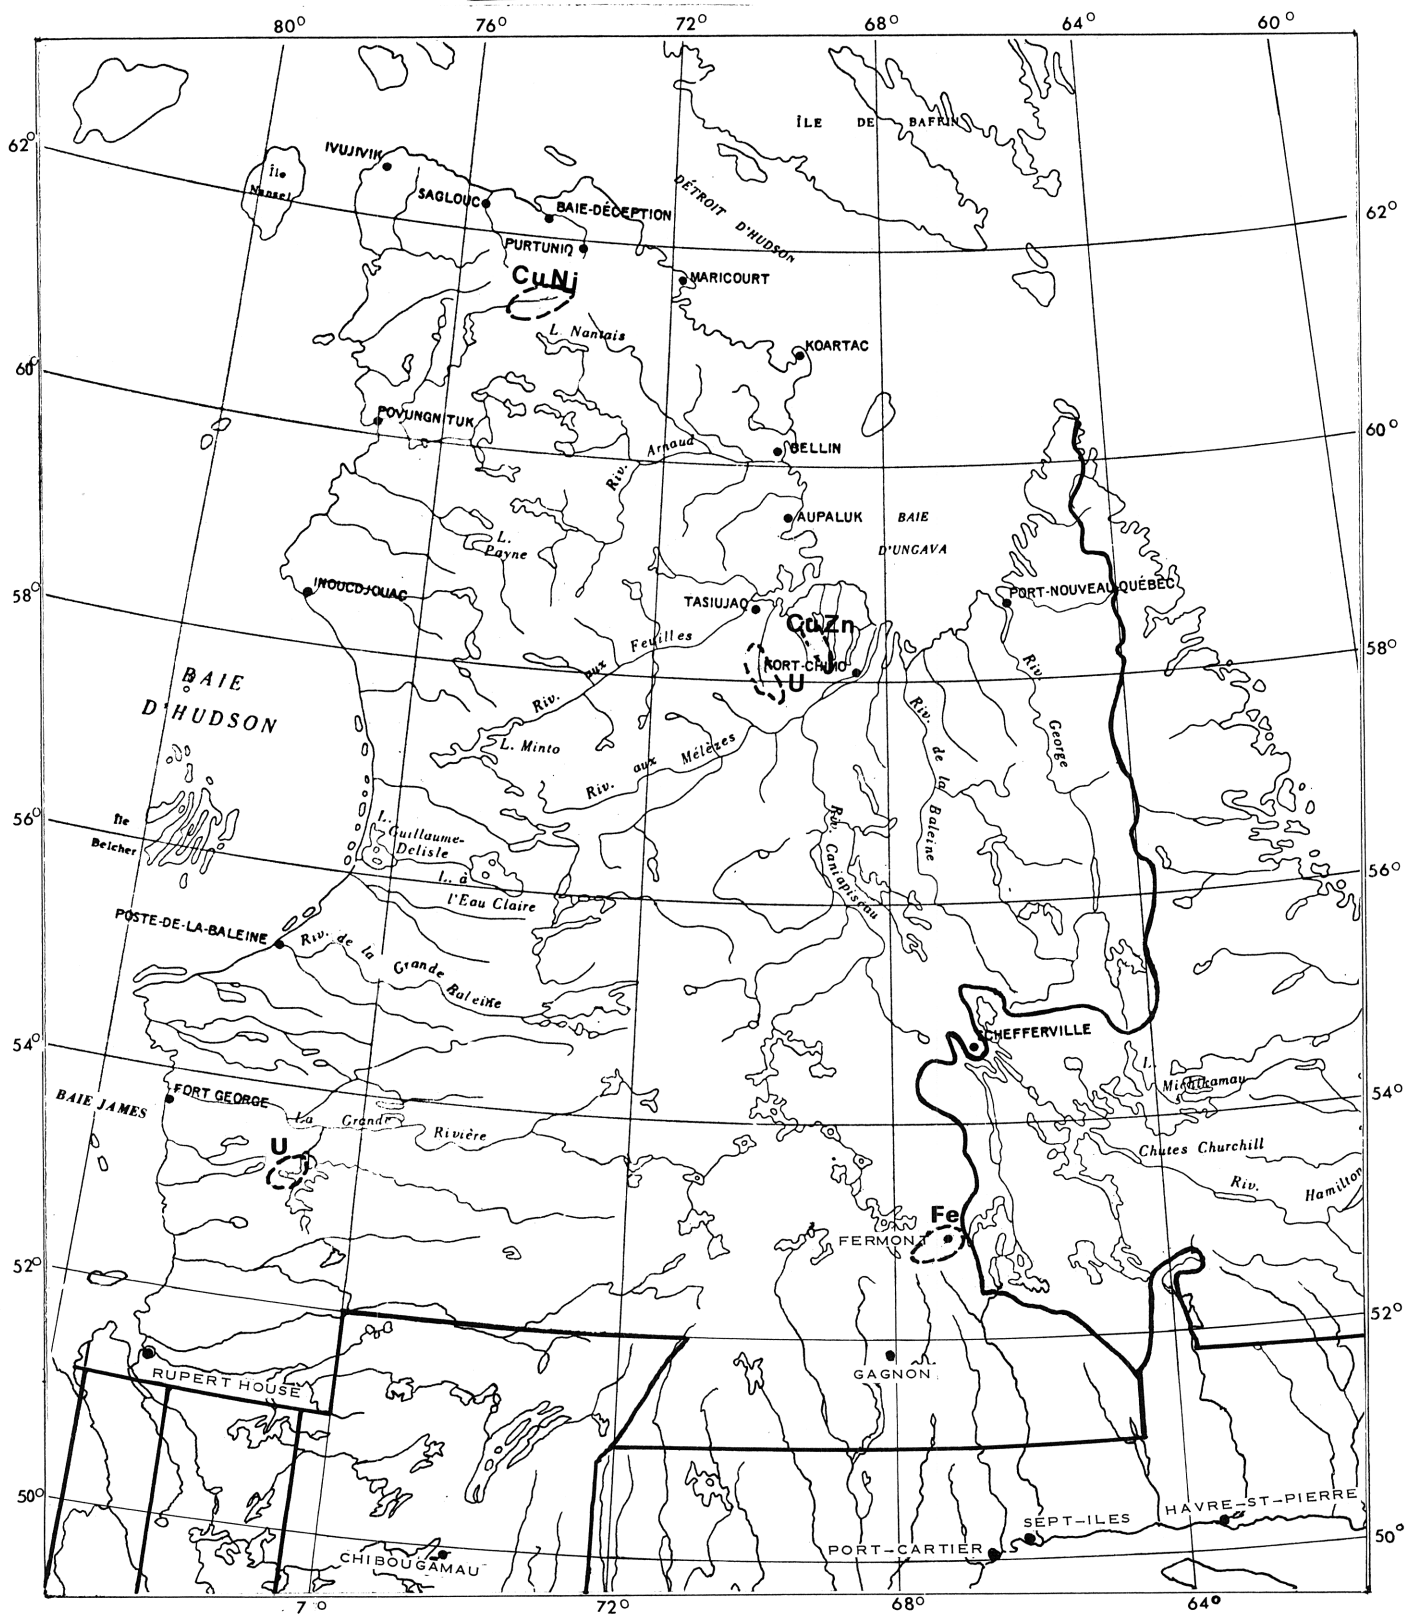 80° 76° 72° 68° 64° 60°
ÎLE DE BAFFIN
62°
IVUJIVIK
Île
Mansel
SAGLOUC
BAIE-DÉCEPTION
DÉTROIT D'HUDSON
62°
PURTUNIQ
CuNi
MARICOURT
L. Nantais
KOARTAC
60°
POVUNGNITUK
Riv. Arnaud
BELLIN
60°
AUPALUK
BAIE
D'UNGAVA
L.
Payne
58°
INOUCDJOUAC
TASIUJAQ
PORT-NOUVEAU-QUÉBEC
CuZn
Riv. aux Feuilles
FORT-CHIMO
U
58°
BAIE
D'HUDSON
Riv. George
Riv. de la Baleine
L. Minto
Riv. aux Mélèzes
56°
Île
Belcher
L.
Guillaume-
Delisle
L. à
l'Eau Claire
Riv. Caniapiscau
56°
POSTE-DE-LA-BALEINE
Riv. de la Grande Baleine
54°
SCHEFFERVILLE
L.
Michikamau
BAIE JAMES
FORT GEORGE
La Grande Rivière
54°
U
Chutes Churchill
Riv. Hamilton
Fe
FERMONT
52°
52°
RUPERT HOUSE
GAGNON
50°
HAVRE-ST-PIERRE
SEPT-ILES
PORT-CARTIER
50°
CHIBOUGAMAU
72° 68° 64°